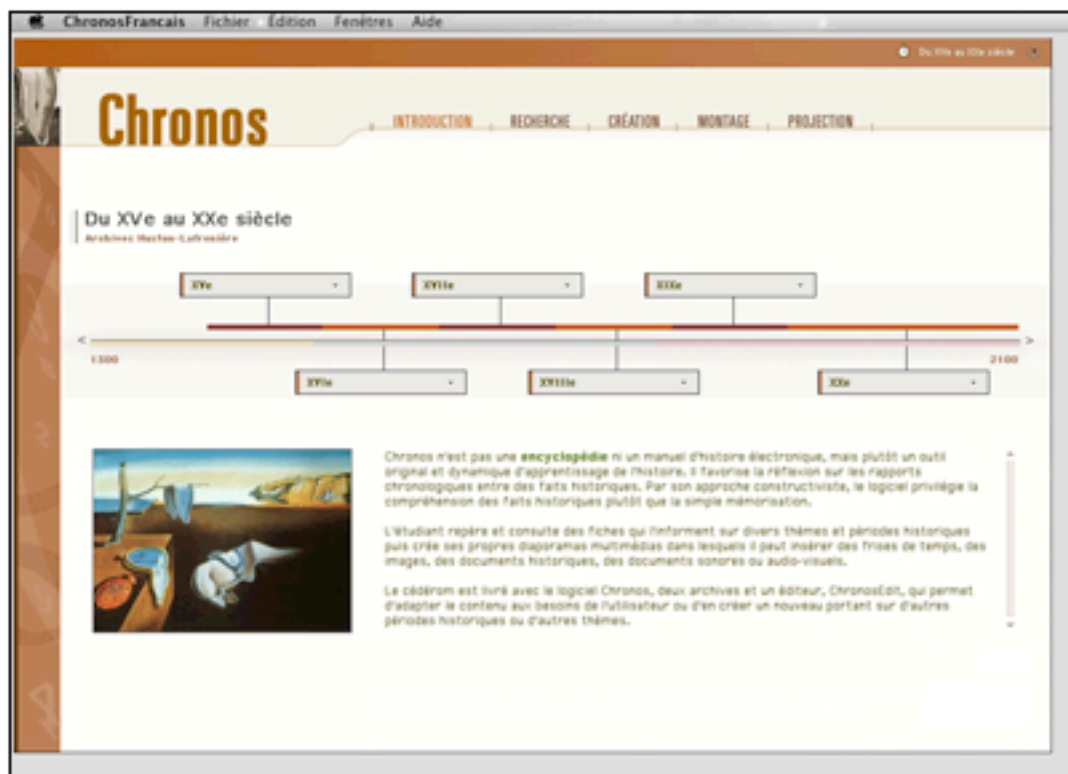 ChronosFrancais Fichier Édition Fenêtres Aide
Du XVe au XXe siècle
Chronos
INTRODUCTION RECHERCHE CRÉATION MONTAGE PROJECTION
Du XVe au XXe siècle
Archives
XVe XVIIe XIXe
< >
1300 2100
XVIe XVIIIe XXe
Chronos n'est pas une encyclopédie ni un manuel d'histoire électronique, mais plutôt un outil
original et dynamique d'apprentissage de l'histoire. Il favorise la réflexion sur les rapports
chronologiques entre des faits historiques. Par son approche constructiviste, le logiciel privilégie la
compréhension des faits historiques plutôt que la simple mémorisation.
L'étudiant repère et consulte des fiches qui l'informent sur divers thèmes et périodes historiques
puis crée ses propres diaporamas multimédias dans lesquels il peut insérer des frises de temps, des
images, des documents historiques, des documents sonores ou audio-visuels.
Le cédérom est livré avec le logiciel Chronos, deux archives et un éditeur, ChronosEdit, qui permet
d'adapter le contenu aux besoins de l'utilisateur ou d'en créer un nouveau portant sur d'autres
périodes historiques ou d'autres thèmes.